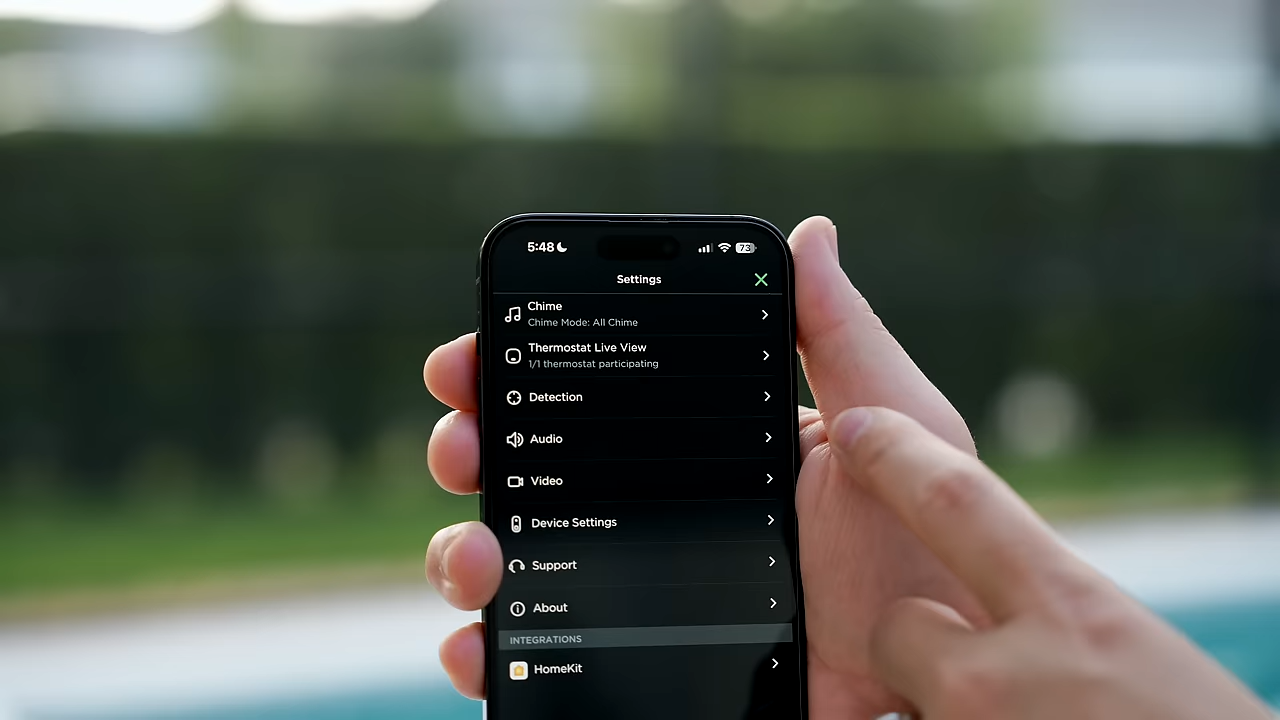 5:48
73
Settings
Chime
Chime Mode: All Chime
Thermostat Live View
1/1 thermostat participating
Detection
Audio
Video
Device Settings
Support
About
INTEGRATIONS
HomeKit